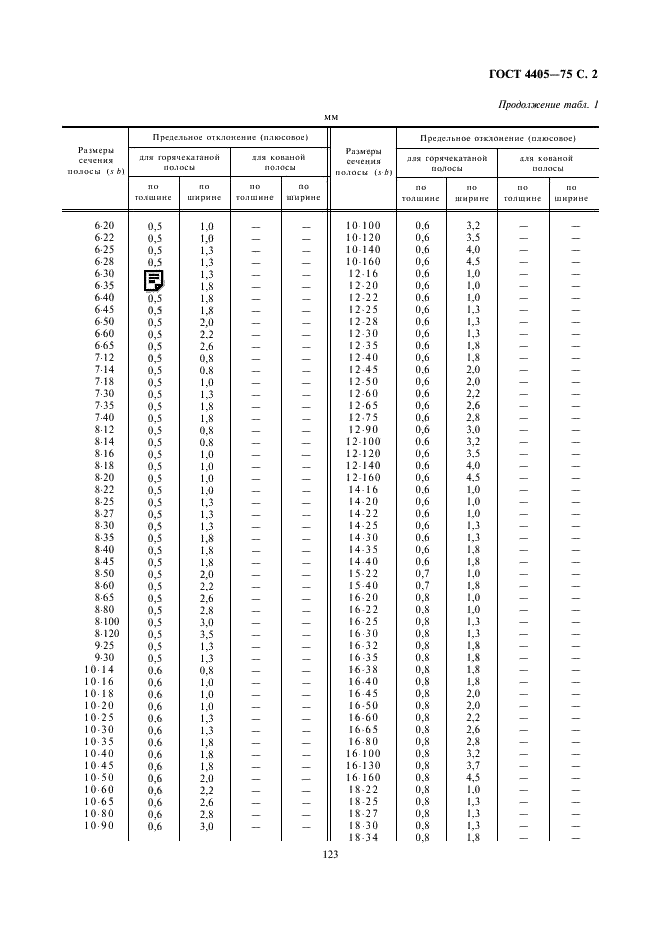 ГОСТ 4405—75 С. 2
Продолжение табл. 1
мм
Размеры сечения полосы (s·b) Предельное отклонение (плюсовое) Размеры сечения полосы (s·b) Предельное отклонение (плюсовое)
для горячекатаной полосы для кованой полосы для горячекатаной полосы для кованой полосы
по толшине по ширине по толшине по ширине по толшине по ширине по толшине по ширине
6·20 0,5 1,0 — — 10·100 0,6 3,2 — —
6·22 0,5 1,0 — — 10·120 0,6 3,5 — —
6·25 0,5 1,3 — — 10·140 0,6 4,0 — —
6·28 0,5 1,3 — — 10·160 0,6 4,5 — —
6·30 1,3 — — 12·16 0,6 1,0 — —
6·35 1,8 — — 12·20 0,6 1,0 — —
6·40 0,5 1,8 — — 12·22 0,6 1,0 — —
6·45 0,5 1,8 — — 12·25 0,6 1,3 — —
6·50 0,5 2,0 — — 12·28 0,6 1,3 — —
6·60 0,5 2,2 — — 12·30 0,6 1,3 — —
6·65 0,5 2,6 — — 12·35 0,6 1,8 — —
7·12 0,5 0,8 — — 12·40 0,6 1,8 — —
7·14 0,5 0,8 — — 12·45 0,6 2,0 — —
7·18 0,5 1,0 — — 12·50 0,6 2,0 — —
7·30 0,5 1,3 — — 12·60 0,6 2,2 — —
7·35 0,5 1,8 — — 12·65 0,6 2,6 — —
7·40 0,5 1,8 — — 12·75 0,6 2,8 — —
8·12 0,5 0,8 — — 12·90 0,6 3,0 — —
8·14 0,5 0,8 — — 12·100 0,6 3,2 — —
8·16 0,5 1,0 — — 12·120 0,6 3,5 — —
8·18 0,5 1,0 — — 12·140 0,6 4,0 — —
8·20 0,5 1,0 — — 12·160 0,6 4,5 — —
8·22 0,5 1,0 — — 14·16 0,6 1,0 — —
8·25 0,5 1,3 — — 14·20 0,6 1,0 — —
8·27 0,5 1,3 — — 14·22 0,6 1,0 — —
8·30 0,5 1,3 — — 14·25 0,6 1,3 — —
8·35 0,5 1,8 — — 14·30 0,6 1,3 — —
8·40 0,5 1,8 — — 14·35 0,6 1,8 — —
8·45 0,5 1,8 — — 14·40 0,6 1,8 — —
8·50 0,5 2,0 — — 15·22 0,7 1,0 — —
8·60 0,5 2,2 — — 15·40 0,7 1,8 — —
8·65 0,5 2,6 — — 16·20 0,8 1,0 — —
8·80 0,5 2,8 — — 16·22 0,8 1,0 — —
8·100 0,5 3,0 — — 16·25 0,8 1,3 — —
8·120 0,5 3,5 — — 16·30 0,8 1,3 — —
9·25 0,5 1,3 — — 16·32 0,8 1,8 — —
9·30 0,5 1,3 — — 16·35 0,8 1,8 — —
10·14 0,6 0,8 — — 16·38 0,8 1,8 — —
10·16 0,6 1,0 — — 16·40 0,8 1,8 — —
10·18 0,6 1,0 — — 16·45 0,8 2,0 — —
10·20 0,6 1,0 — — 16·50 0,8 2,0 — —
10·25 0,6 1,3 — — 16·60 0,8 2,2 — —
10·30 0,6 1,3 — — 16·65 0,8 2,6 — —
10·35 0,6 1,8 — — 16·80 0,8 2,8 — —
10·40 0,6 1,8 — — 16·100 0,8 3,2 — —
10·45 0,6 1,8 — — 16·130 0,8 3,7 — —
10·50 0,6 2,0 — — 16·160 0,8 4,5 — —
10·60 0,6 2,2 — — 18·22 0,8 1,0 — —
10·65 0,6 2,6 — — 18·25 0,8 1,3 — —
10·80 0,6 2,8 — — 18·27 0,8 1,3 — —
10·90 0,6 3,0 — — 18·30 0,8 1,3 — —
18·34 0,8 1,8 — —
123